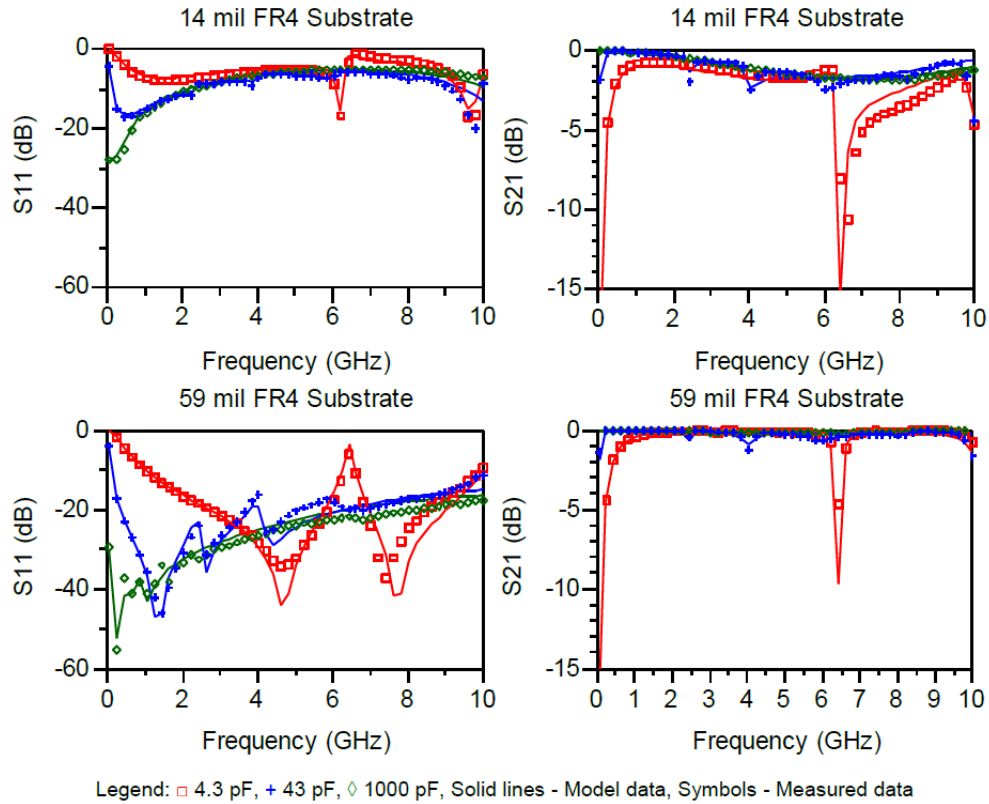 14 mil FR4 Substrate
S11 (dB)
0
-20
-40
-60
0 2 4 6 8 10
Frequency (GHz)
14 mil FR4 Substrate
S21 (dB)
0
-5
-10
-15
0 2 4 6 8 10
Frequency (GHz)
59 mil FR4 Substrate
S11 (dB)
0
-20
-40
-60
0 2 4 6 8 10
Frequency (GHz)
59 mil FR4 Substrate
S21 (dB)
0
-5
-10
-15
0 1 2 3 4 5 6 7 8 9 10
Frequency (GHz)
Legend: □ 4.3 pF, + 43 pF, ◊ 1000 pF, Solid lines - Model data, Symbols - Measured data